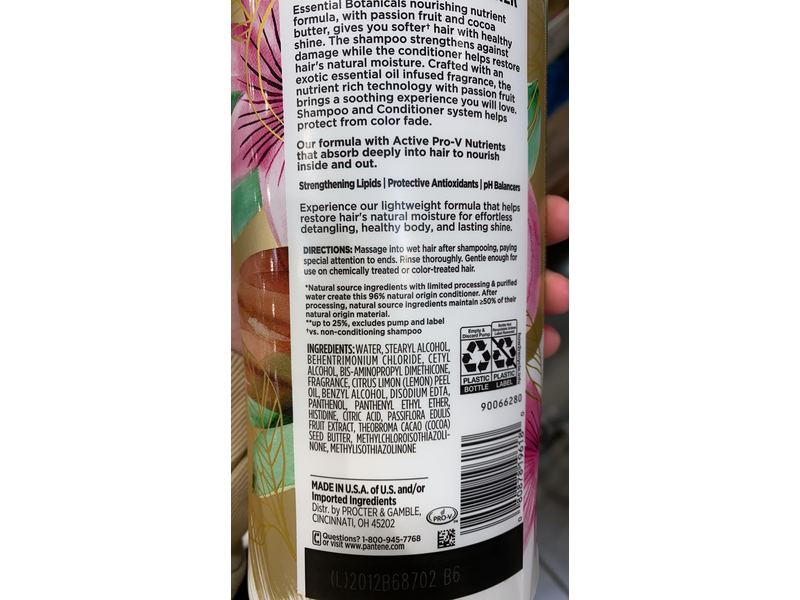 Essential Botanicals nourishing nutrient
formula, with passion fruit and cocoa
butter, gives you softer† hair with healthy
shine. The shampoo strengthens against
damage while the conditioner helps restore
hair's natural moisture. Crafted with an
exotic essential oil infused fragrance, the
nutrient rich technology with passion fruit
brings a soothing experience you will love.
Shampoo and Conditioner system helps
protect from color fade.
Our formula with Active Pro-V Nutrients
that absorb deeply into hair to nourish
inside and out.
Strengthening Lipids | Protective Antioxidants | pH Balancers
Experience our lightweight formula that helps
restore hair's natural moisture for effortless
detangling, healthy body, and lasting shine.
DIRECTIONS: Massage into wet hair after shampooing, paying
special attention to ends. Rinse thoroughly. Gentle enough for
use on chemically treated or color-treated hair.
*Natural source ingredients with limited processing & purified
water create this 96% natural origin conditioner. After
processing, natural source ingredients maintain ≥50% of their
natural origin material.
**up to 25%, excludes pump and label
†vs. non-conditioning shampoo
INGREDIENTS: WATER, STEARYL ALCOHOL,
BEHENTRIMONIUM CHLORIDE, CETYL
ALCOHOL, BIS-AMINOPROPYL DIMETHICONE,
FRAGRANCE, CITRUS LIMON (LEMON) PEEL
OIL, BENZYL ALCOHOL, DISODIUM EDTA,
PANTHENOL, PANTHENYL ETHYL ETHER,
HISTIDINE, CITRIC ACID, PASSIFLORA EDULIS
FRUIT EXTRACT, THEOBROMA CACAO (COCOA)
SEED BUTTER, METHYLCHLOROISOTHIAZOLI-
NONE, METHYLISOTHIAZOLINONE
Empty &
Discard Pump
PLASTIC
BOTTLE
PLASTIC
LABEL
how2recycle.info
90066280
MADE IN U.S.A. of U.S. and/or
Imported Ingredients
Distr. by PROCTER & GAMBLE,
CINCINNATI, OH 45202
PRO-V
Questions? 1-800-945-7768
or visit www.pantene.com
(L)2012B68702 B6